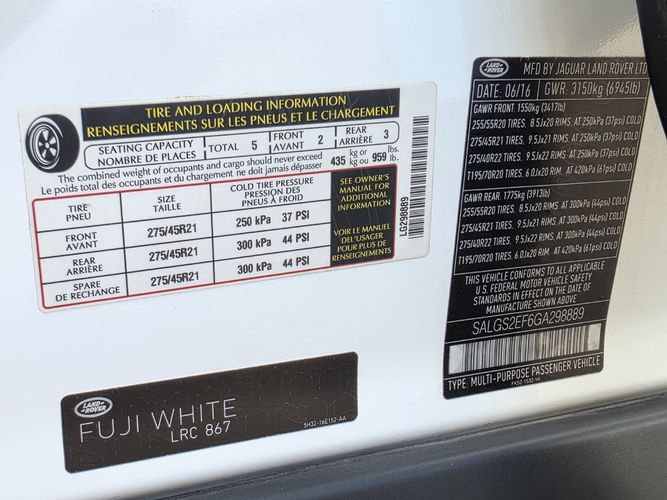 TIRE AND LOADING INFORMATION
RENSEIGNEMENTS SUR LES PNEUS ET LE CHARGEMENT
SEATING CAPACITY
NOMBRE DE PLACES
TOTAL 5
FRONT
AVANT 2
REAR
ARRIÈRE 3
The combined weight of occupants and cargo should never exceed
Le poids total des occupants et du chargement ne doit jamais dépasser
435 kg or 959 lbs.
kg ou lb.
TIRE
PNEU
SIZE
TAILLE
COLD TIRE PRESSURE
PRESSION DES
PNEUS À FROID
FRONT
AVANT
275/45R21
250 kPa 37 PSI
REAR
ARRIÈRE
275/45R21
300 kPa 44 PSI
SPARE
DE RECHANGE
275/45R21
300 kPa 44 PSI
SEE OWNER'S
MANUAL FOR
ADDITIONAL
INFORMATION
VOIR LE MANUEL
DE L'USAGER
POUR PLUS DE
RENSEIGNEMENTS
LG298889
LAND ROVER
MFD BY JAGUAR LAND ROVER LTD
DATE: 06/16 GWR: 3150kg (6945lb)
GAWR FRONT: 1550kg (3417lb)
255/55R20 TIRES. 8.5Jx20 RIMS. AT 250kPa (37psi) COLD
275/45R21 TIRES. 9.5Jx21 RIMS. AT 250kPa (37psi) COLD
275/40R22 TIRES. 9.5Jx22 RIMS. AT 250kPa (37psi) COLD
T195/70R20 TIRES. 6.0Jx20 RIM. AT 420kPa (61psi) COLD
GAWR REAR: 1775kg (3913lb)
255/55R20 TIRES. 8.5Jx20 RIMS. AT 300kPa (44psi) COLD
275/45R21 TIRES. 9.5Jx21 RIMS. AT 300kPa (44psi) COLD
275/40R22 TIRES. 9.5Jx22 RIMS. AT 300kPa (44psi) COLD
T195/70R20 TIRES. 6.0Jx20 RIM. AT 420kPa (61psi) COLD
THIS VEHICLE CONFORMS TO ALL APPLICABLE
U.S. FEDERAL MOTOR VEHICLE SAFETY
STANDARDS IN EFFECT ON THE DATE OF
MANUFACTURE SHOWN ABOVE.
SALGS2EF6GA298889
TYPE: MULTI-PURPOSE PASSENGER VEHICLE
FK52-1532-YA
LAND ROVER
FUJI WHITE
LRC 867
5H32-16E152-AA